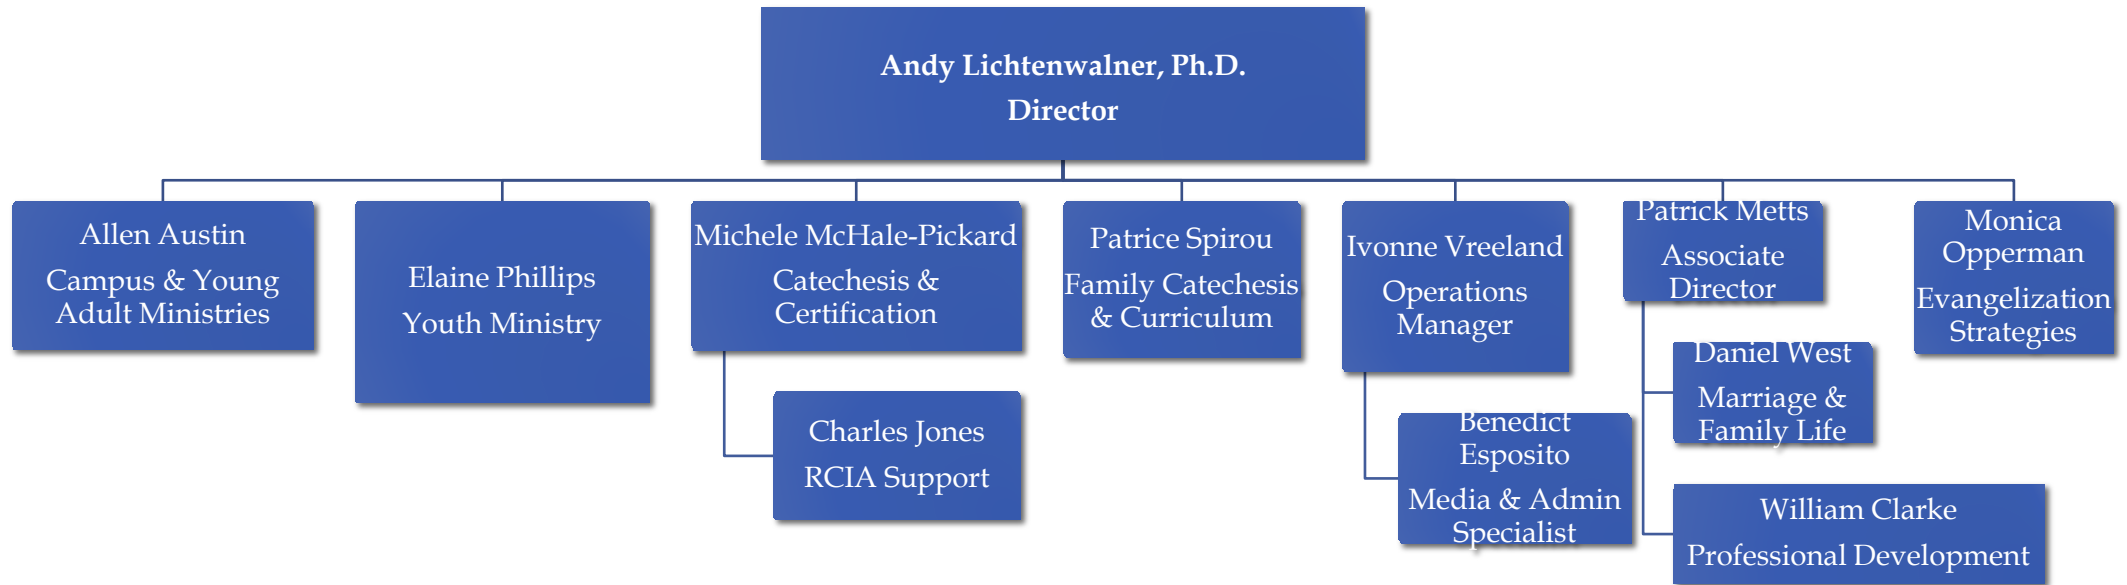 Andy Lichtenwalner, Ph.D.
Director
Allen Austin
Campus & Young
Adult Ministries
Elaine Phillips
Youth Ministry
Michele McHale-Pickard
Catechesis &
Certification
Charles Jones
RCIA Support
Patrice Spirou
Family Catechesis
& Curriculum
Ivonne Vreeland
Operations
Manager
Benedict
Esposito
Media & Admin
Specialist
Patrick Metts
Associate
Director
Daniel West
Marriage &
Family Life
William Clarke
Professional Development
Monica
Opperman
Evangelization
Strategies